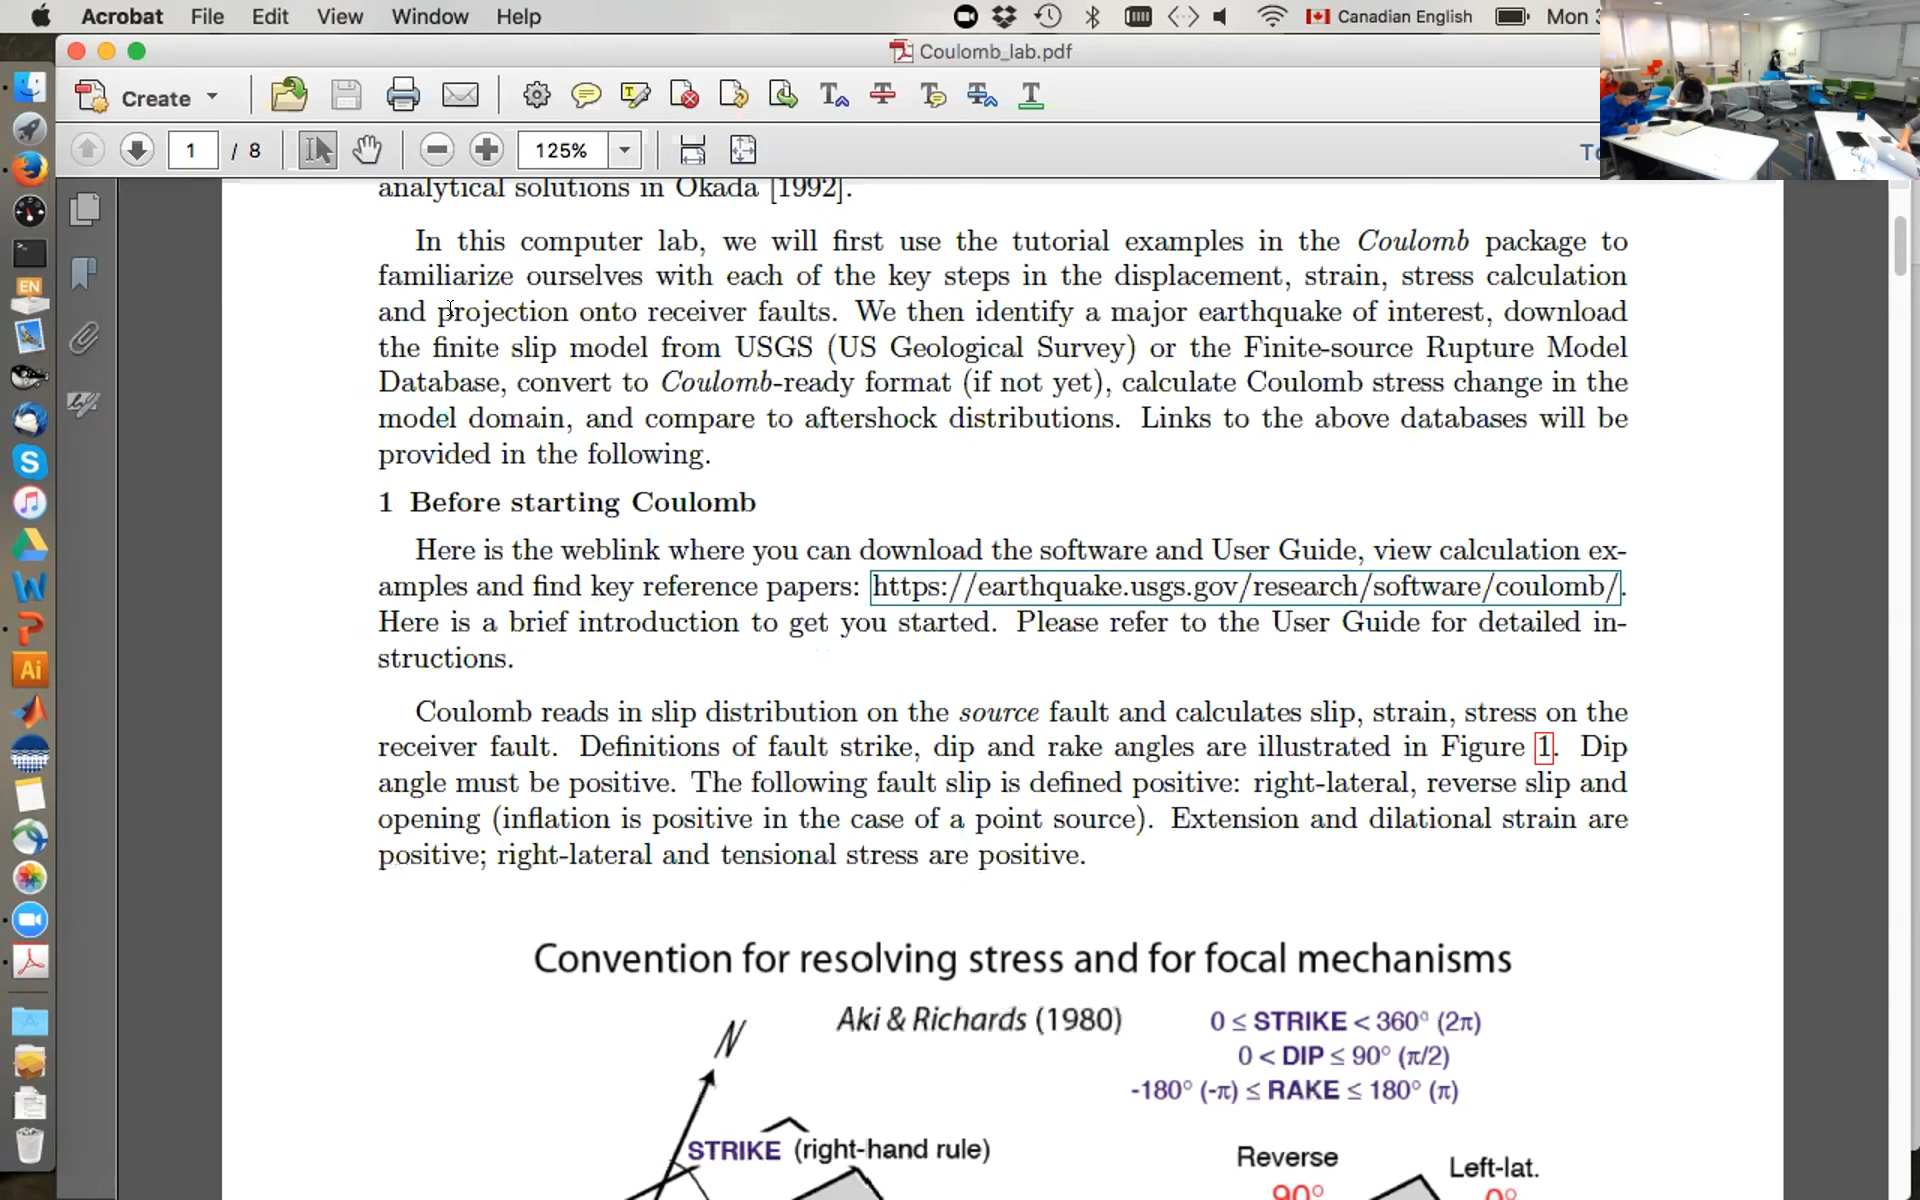 Acrobat File Edit View Window Help Canadian English Mon
Coulomb_lab.pdf
Create
1 / 8 125%
analytical solutions in Okada [1992].
In this computer lab, we will first use the tutorial examples in the Coulomb package to
familiarize ourselves with each of the key steps in the displacement, strain, stress calculation
and projection onto receiver faults. We then identify a major earthquake of interest, download
the finite slip model from USGS (US Geological Survey) or the Finite-source Rupture Model
Database, convert to Coulomb-ready format (if not yet), calculate Coulomb stress change in the
model domain, and compare to aftershock distributions. Links to the above databases will be
provided in the following.
1 Before starting Coulomb
Here is the weblink where you can download the software and User Guide, view calculation ex-
amples and find key reference papers: https://earthquake.usgs.gov/research/software/coulomb/.
Here is a brief introduction to get you started. Please refer to the User Guide for detailed in-
structions.
Coulomb reads in slip distribution on the source fault and calculates slip, strain, stress on the
receiver fault. Definitions of fault strike, dip and rake angles are illustrated in Figure 1. Dip
angle must be positive. The following fault slip is defined positive: right-lateral, reverse slip and
opening (inflation is positive in the case of a point source). Extension and dilational strain are
positive; right-lateral and tensional stress are positive.
Convention for resolving stress and for focal mechanisms
Aki & Richards (1980)
0 ≤ STRIKE < 360° (2π)
0 < DIP ≤ 90° (π/2)
-180° (-π) ≤ RAKE ≤ 180° (π)
N
STRIKE (right-hand rule)
Reverse
90°
Left-lat.
0°
EN
Ai